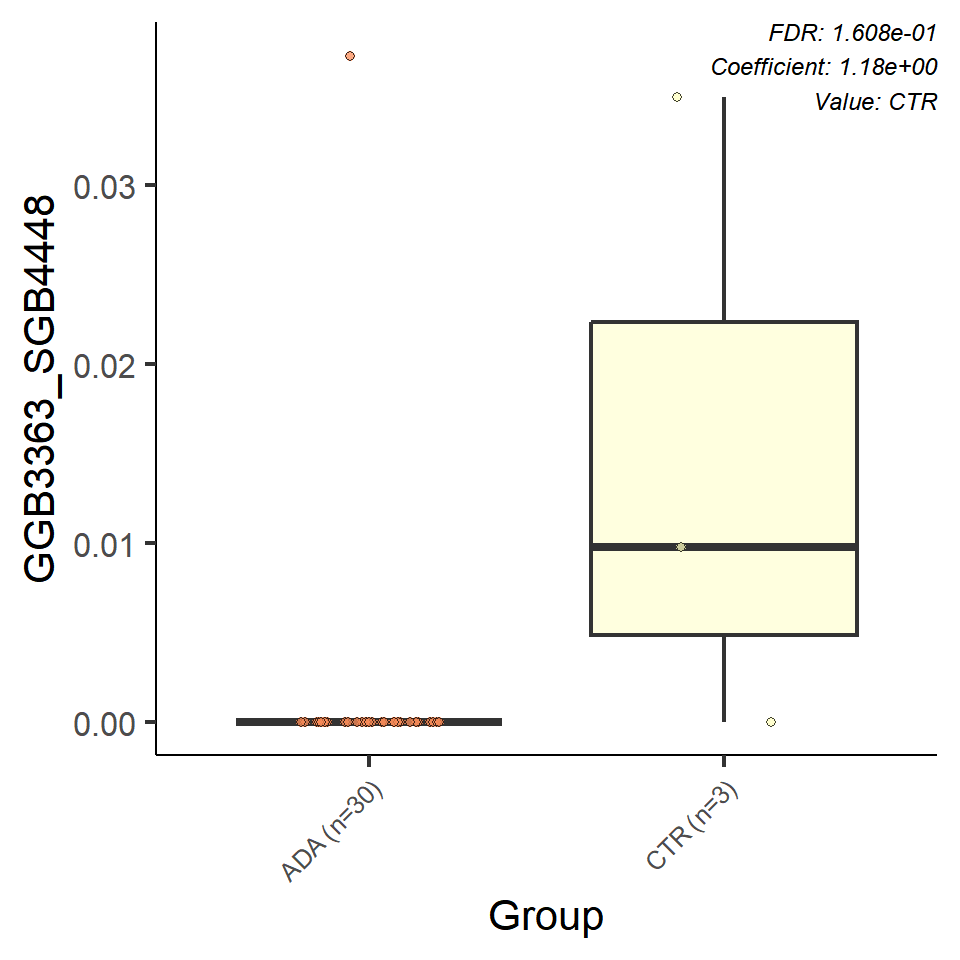 FDR: 1.608e-01
Coefficient: 1.18e+00
Value: CTR
GGB3363_SGB4448
0.03
0.02
0.01
0.00
ADA (n=30)
CTR (n=3)
Group